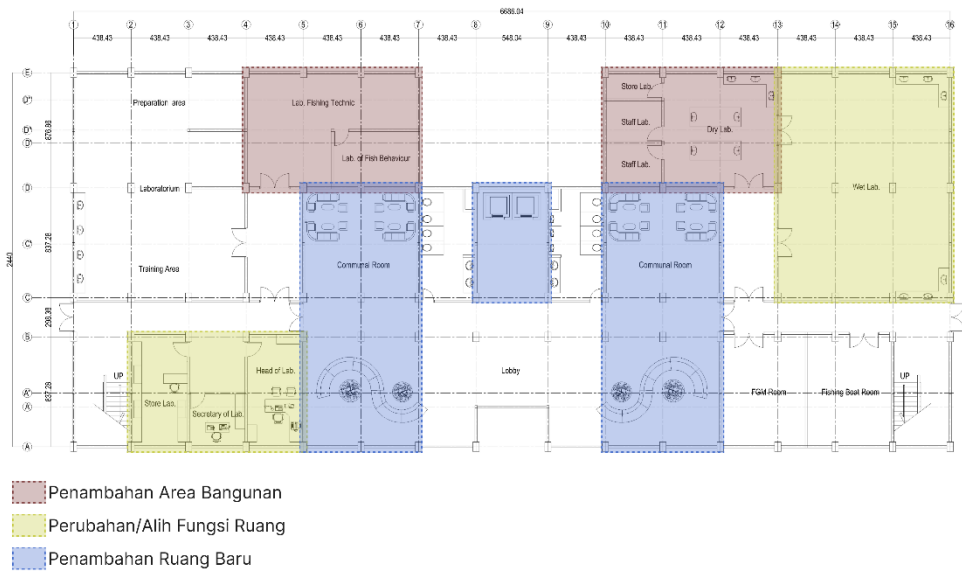 6686.04
1 2 3 4 5 6 7 8 9 10 11 12 13 14 15 16
438.43 438.43 438.43 438.43 438.43 438.43 438.43 548.04 438.43 438.43 438.43 438.43 438.43 438.43 438.43
E
Preparation area
Lab. Fishing Technic
Store Lab.
D"
Staff Lab.
Dry Lab.
D'
876.98
Lab. of Fish Behaviour
Staff Lab.
D
Laboratorium
Wet Lab.
C'
837.28
2440
Training Area
Communal Room
Communal Room
C
298.38
B
UP
Store Lab.
Secretary of Lab.
Head of Lab.
Lobby
FGM Room
Fishing Boat Room
UP
A"
A'
837.28
A
Penambahan Area Bangunan
Perubahan/Alih Fungsi Ruang
Penambahan Ruang Baru